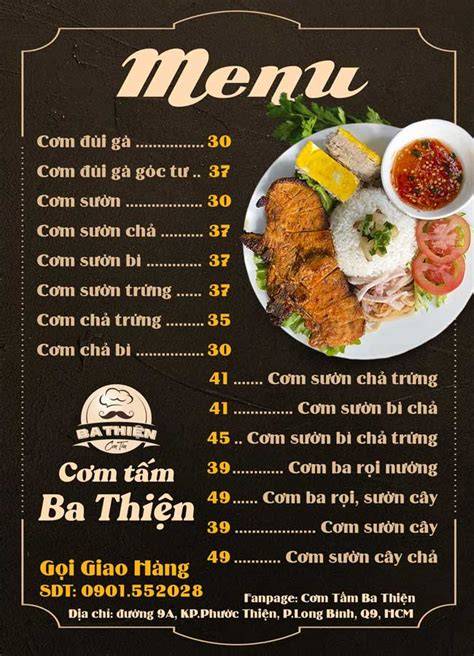 Menu
Cơm đùi gà .............. 30
Cơm đùi gà góc tư .. 37
Cơm sườn ................ 30
Cơm sườn chả ......... 37
Cơm sườn bì ............ 37
Cơm sườn trứng ...... 37
Cơm chả trứng ........ 35
Cơm chả bì .............. 30
41 ....... Cơm sườn chả trứng
41 ............. Cơm sườn bì chả
45 .. Cơm sườn bì chả trứng
39 ............ Cơm ba rọi nướng
49 ..... Cơm ba rọi, sườn cây
39 .................. Cơm sườn cây
49 ........... Cơm sườn cây chả
BA THIỆN
Cơm Tấm
Cơm tấm
Ba Thiện
Gọi Giao Hàng
SĐT: 0901.552028
Fanpage: Cơm Tấm Ba Thiện
Địa chỉ: đường 9A, KP.Phước Thiện, P.Long Bình, Q9, HCM